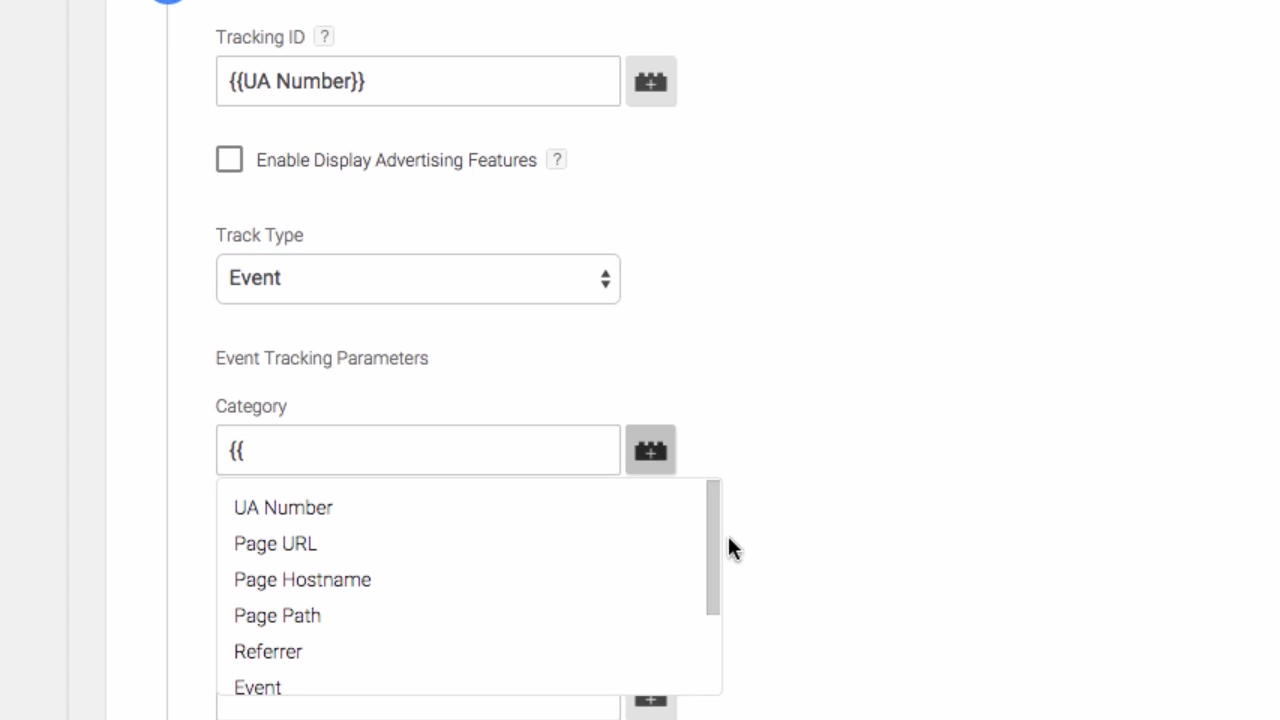 Tracking ID ?
{{UA Number}}
Enable Display Advertising Features ?
Track Type
Event
Event Tracking Parameters
Category
{{
UA Number
Page URL
Page Hostname
Page Path
Referrer
Event